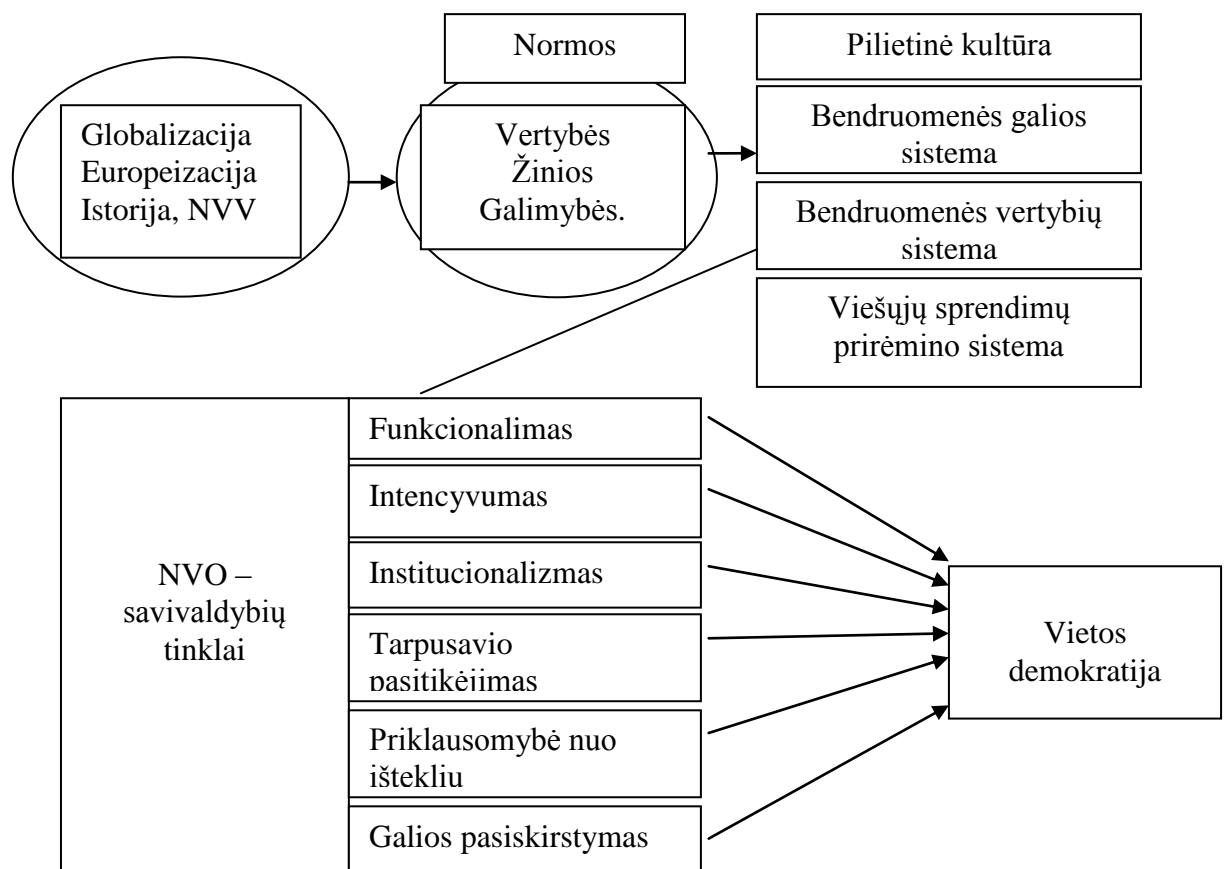 Normos
Pilietinė kultūra
Globalizacija
Europeizacija
Istorija, NVV
Vertybės
Žinios
Galimybės.
Bendruomenės galios
sistema
Bendruomenės vertybių
sistema
Viešųjų sprendimų
prirėmino sistema
NVO –
savivaldybių
tinklai
Funkcionalimas
Intencyvumas
Institucionalizmas
Tarpusavio
pasitikėjimas
Priklausomybė nuo
ištekliu
Galios pasiskirstymas
Vietos
demokratija